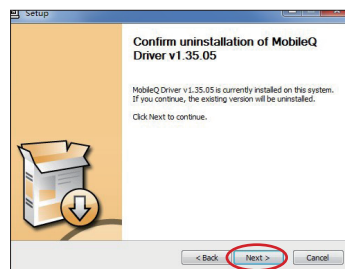 Setup
Confirm uninstallation of MobileQ
Driver v1.35.05
MobileQ Driver v1.35.05 is currently installed on this system.
If you continue, the existing version will be uninstalled.
Click Next to continue.
< Back
Next >
Cancel